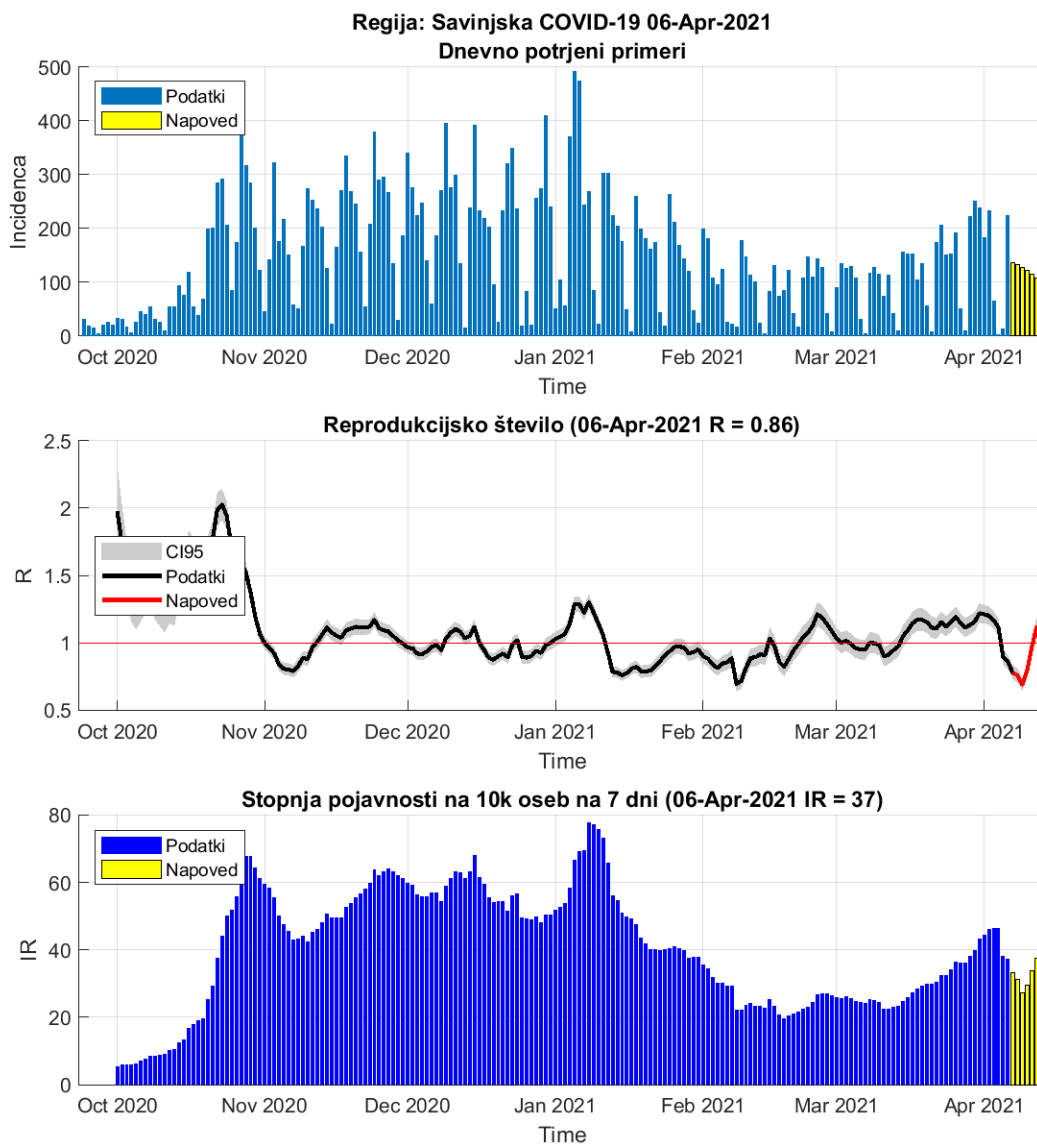 Regija: Savinjska COVID-19 06-Apr-2021
Dnevno potrjeni primeri
500
400
300
200
100
0
Incidenca
Podatki
Napoved
Oct 2020 Nov 2020 Dec 2020 Jan 2021 Feb 2021 Mar 2021 Apr 2021
Time
Reprodukcijsko število (06-Apr-2021 R = 0.86)
2.5
2
1.5
1
0.5
R
CI95
Podatki
Napoved
Oct 2020 Nov 2020 Dec 2020 Jan 2021 Feb 2021 Mar 2021 Apr 2021
Time
Stopnja pojavnosti na 10k oseb na 7 dni (06-Apr-2021 IR = 37)
80
60
40
20
0
IR
Podatki
Napoved
Oct 2020 Nov 2020 Dec 2020 Jan 2021 Feb 2021 Mar 2021 Apr 2021
Time